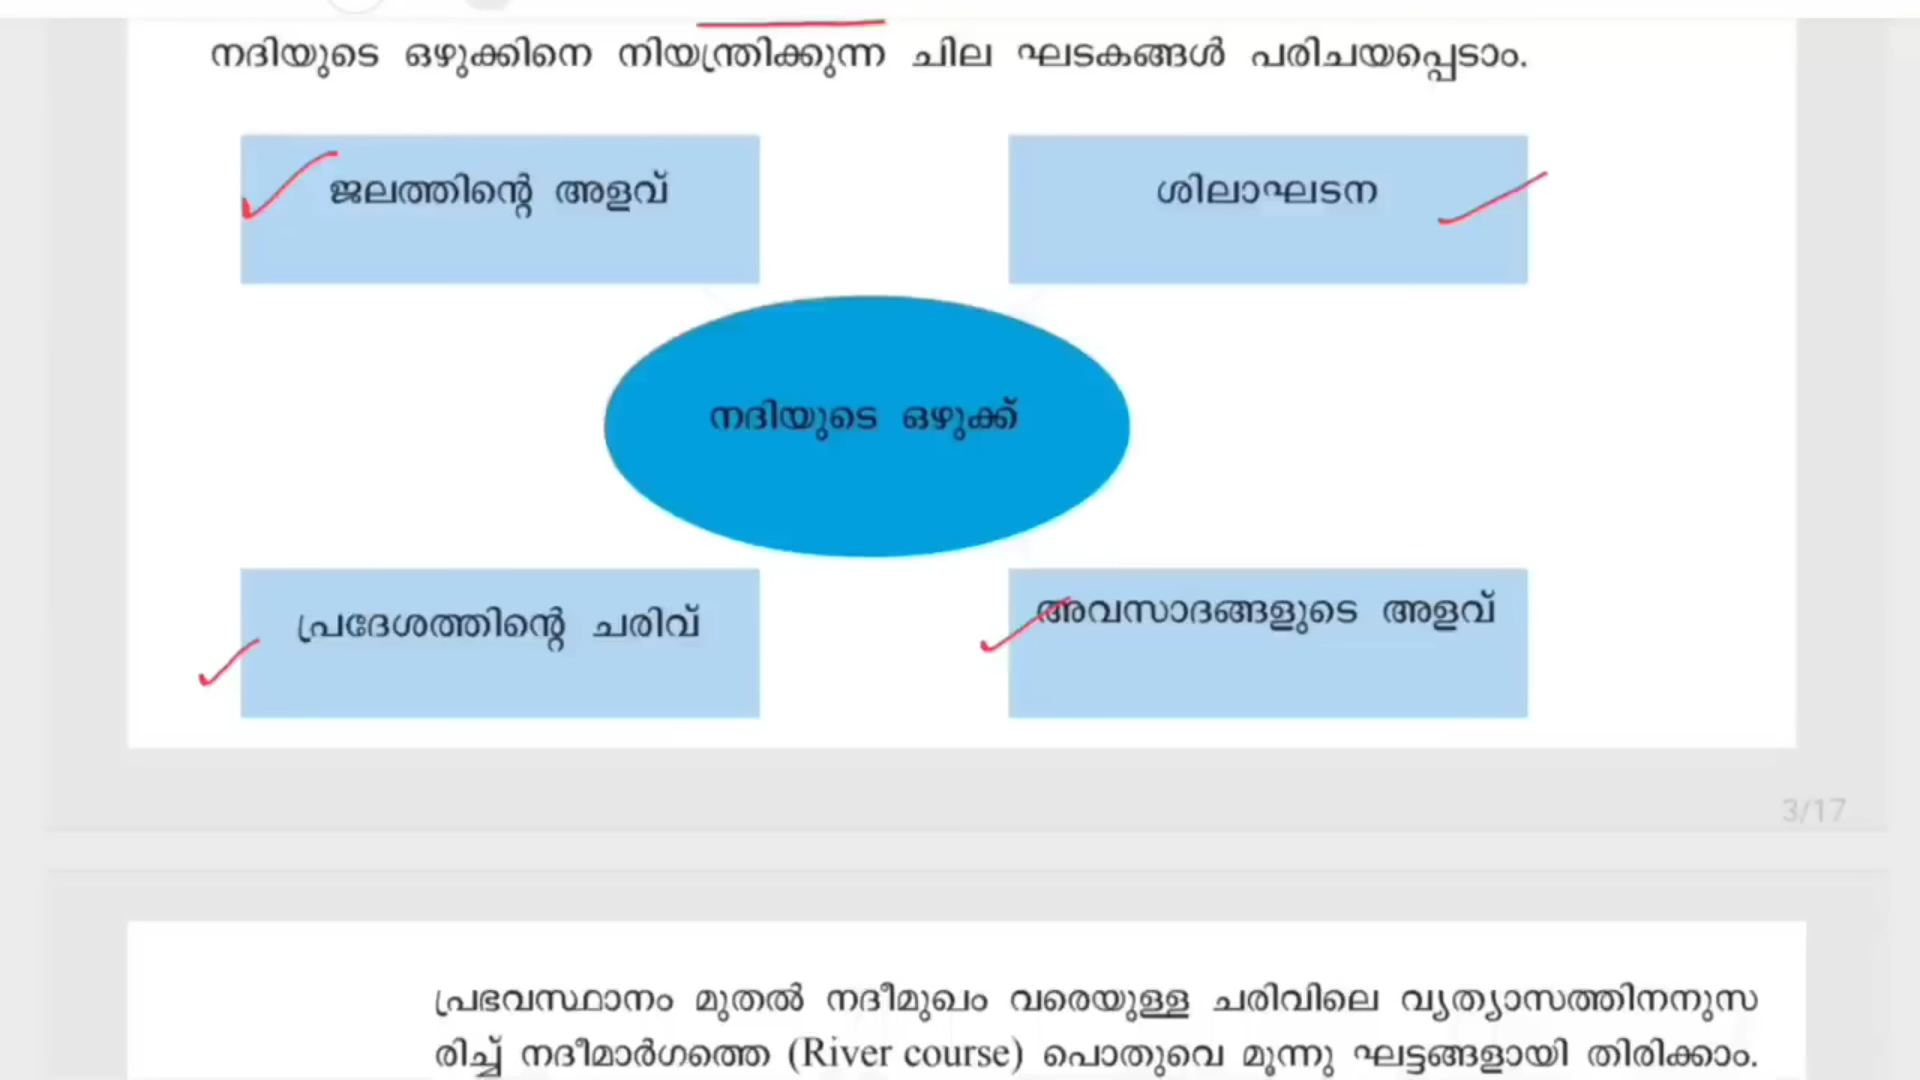 നദിയുടെ ഒഴുക്കിനെ നിയന്ത്രിക്കുന്ന ചില ഘടകങ്ങൾ പരിചയപ്പെടാം.
ജലത്തിന്റെ അളവ്
ശിലാഘടന
നദിയുടെ ഒഴുക്ക്
പ്രദേശത്തിന്റെ ചരിവ്
അവസാദങ്ങളുടെ അളവ്
3/17
പ്രഭവസ്ഥാനം മുതൽ നദീമുഖം വരെയുള്ള ചരിവിലെ വ്യത്യാസത്തിനനുസ
രിച്ച് നദീമാർഗത്തെ (River course) പൊതുവെ മൂന്നു ഘട്ടങ്ങളായി തിരിക്കാം.